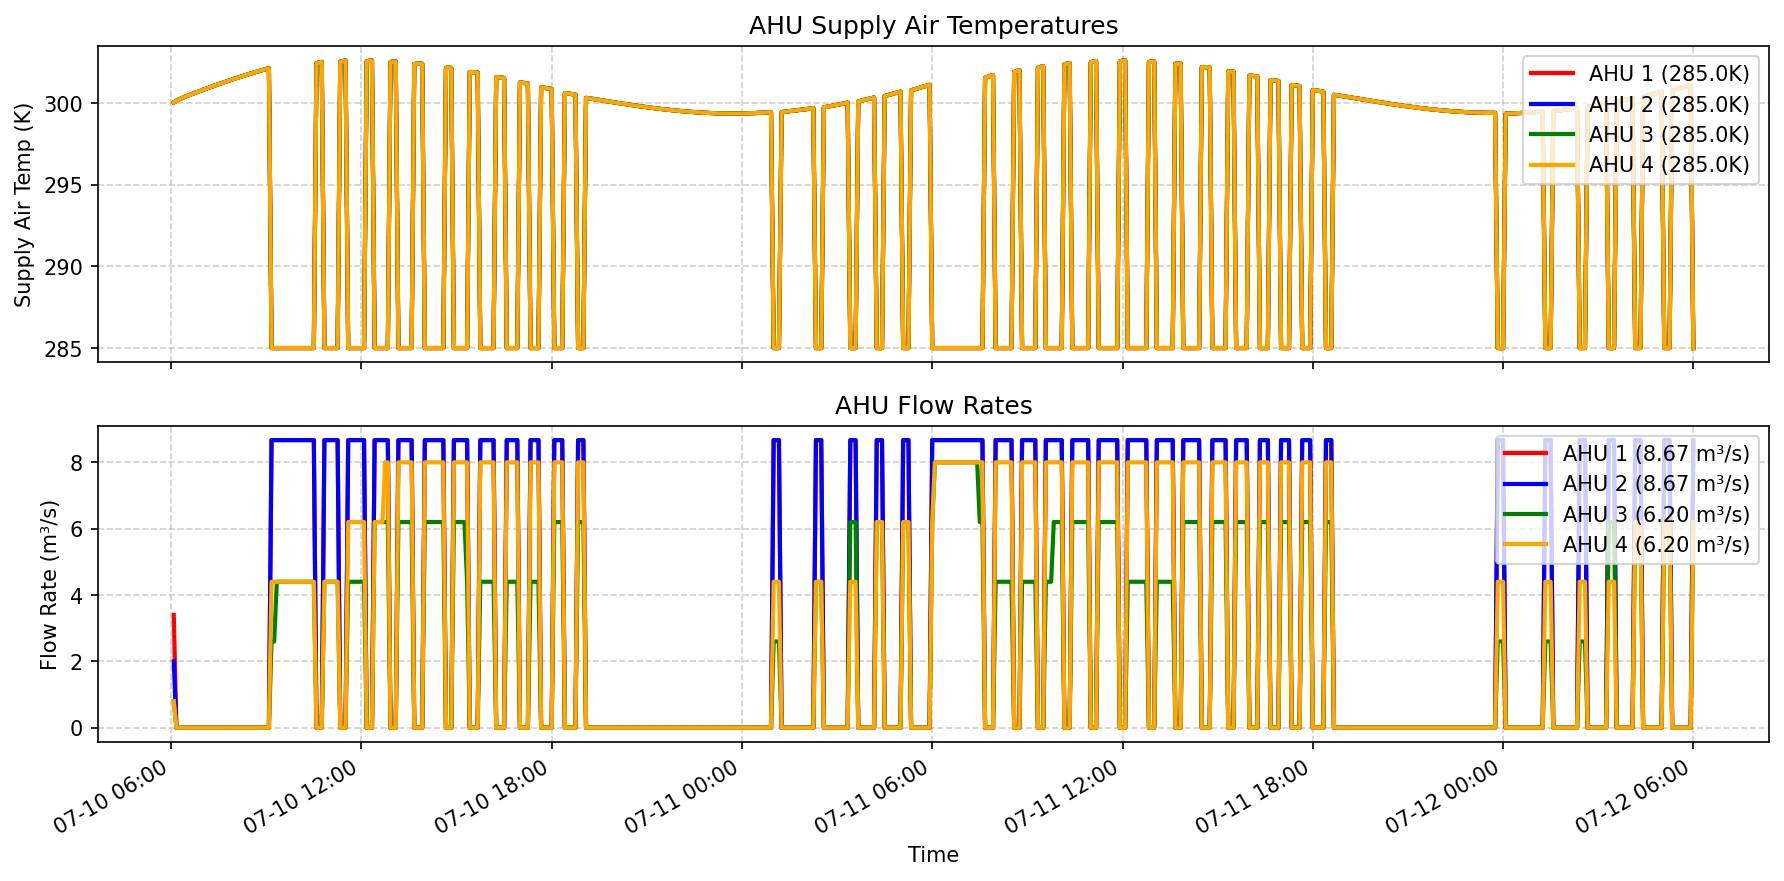 AHU Supply Air Temperatures
Supply Air Temp (K)
300
295
290
285
AHU 1 (285.0K)
AHU 2 (285.0K)
AHU 3 (285.0K)
AHU 4 (285.0K)
AHU Flow Rates
Flow Rate (m³/s)
8
6
4
2
0
AHU 1 (8.67 m³/s)
AHU 2 (8.67 m³/s)
AHU 3 (6.20 m³/s)
AHU 4 (6.20 m³/s)
07-10 06:00
07-10 12:00
07-10 18:00
07-11 00:00
07-11 06:00
07-11 12:00
07-11 18:00
07-12 00:00
07-12 06:00
Time